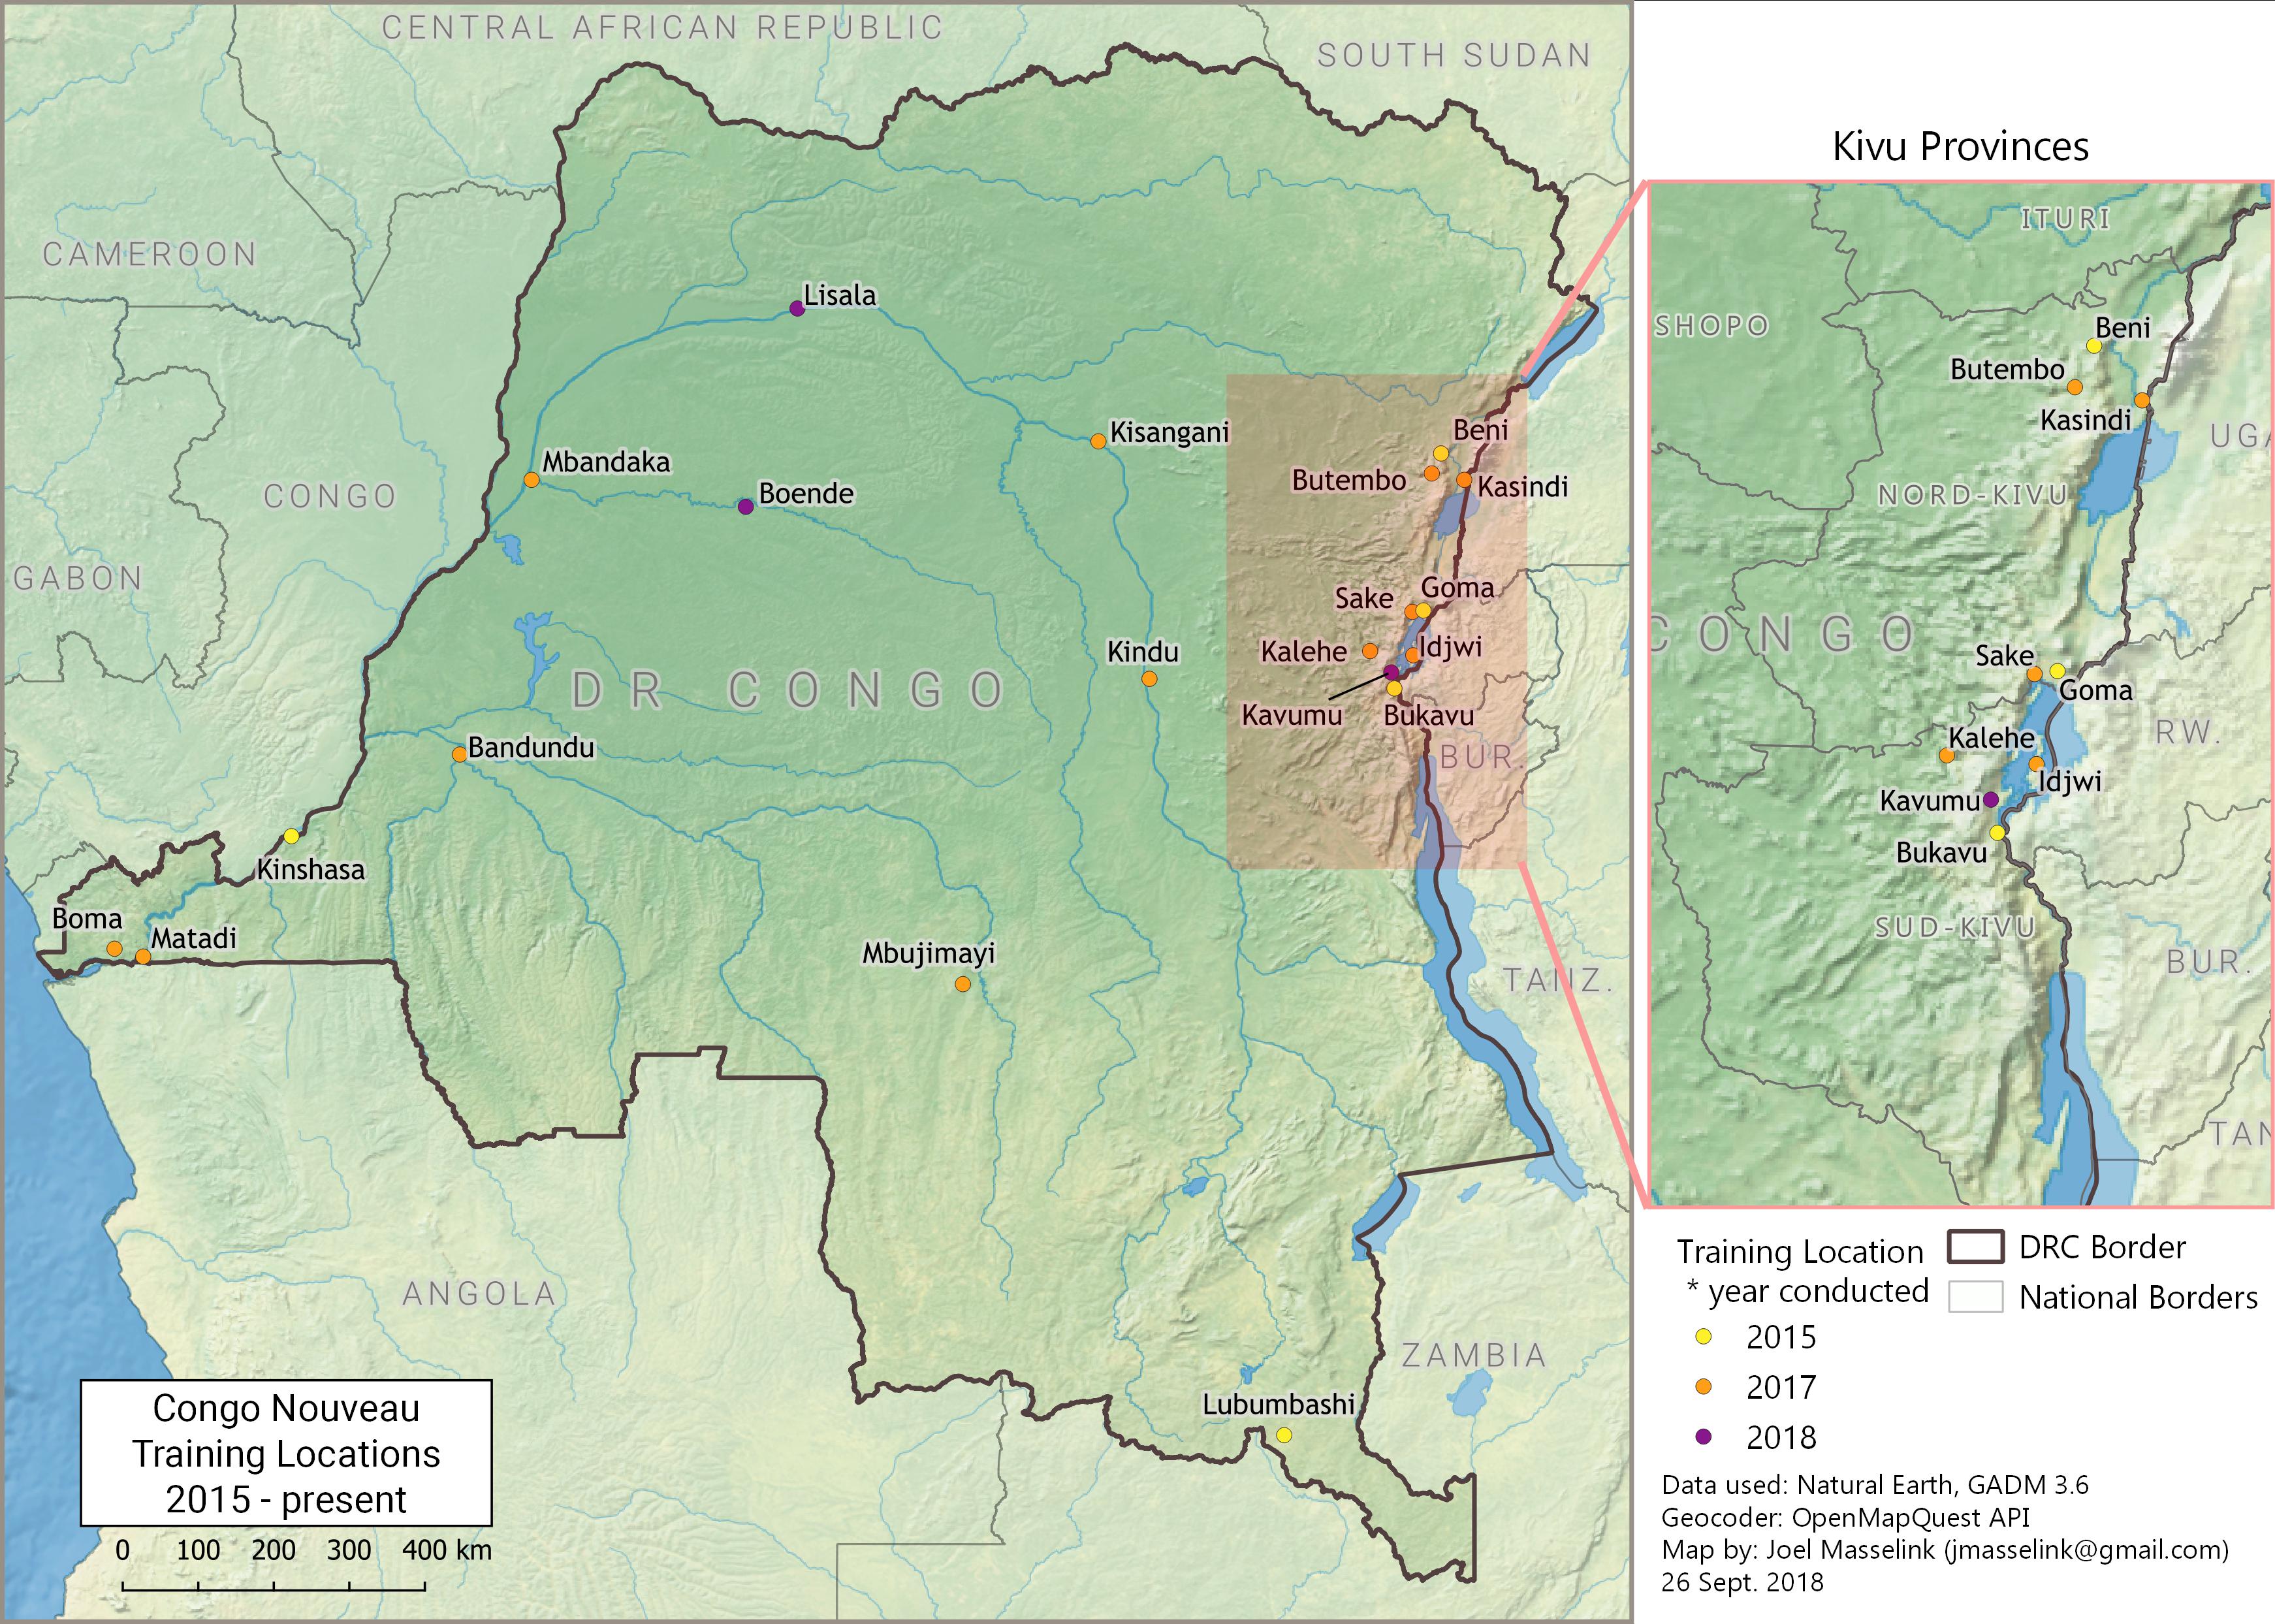 CENTRAL AFRICAN REPUBLIC
SOUTH SUDAN
CAMEROON
Lisala
Kisangani
Mbandaka
Boende
CONGO
GABON
Beni
Butembo
Kasindi
Goma
Sake
Idjwi
Kalehe
Kindu
DR CONGO
Kavumu
Bukavu
BUR.
Bandundu
Kinshasa
Boma
Matadi
Mbujimayi
TANZ.
ANGOLA
ZAMBIA
Lubumbashi
Congo Nouveau
Training Locations
2015 - present
0 100 200 300 400 km
Kivu Provinces
ITURI
SHOPO
Beni
Butembo
Kasindi
UGA
NORD-KIVU
CONGO
Sake
Goma
RW.
Kalehe
Idjwi
Kavumu
Bukavu
SUD-KIVU
BUR.
TAN
Training Location
* year conducted
2015
2017
2018
DRC Border
National Borders
Data used: Natural Earth, GADM 3.6
Geocoder: OpenMapQuest API
Map by: Joel Masselink (jmasselink@gmail.com)
26 Sept. 2018